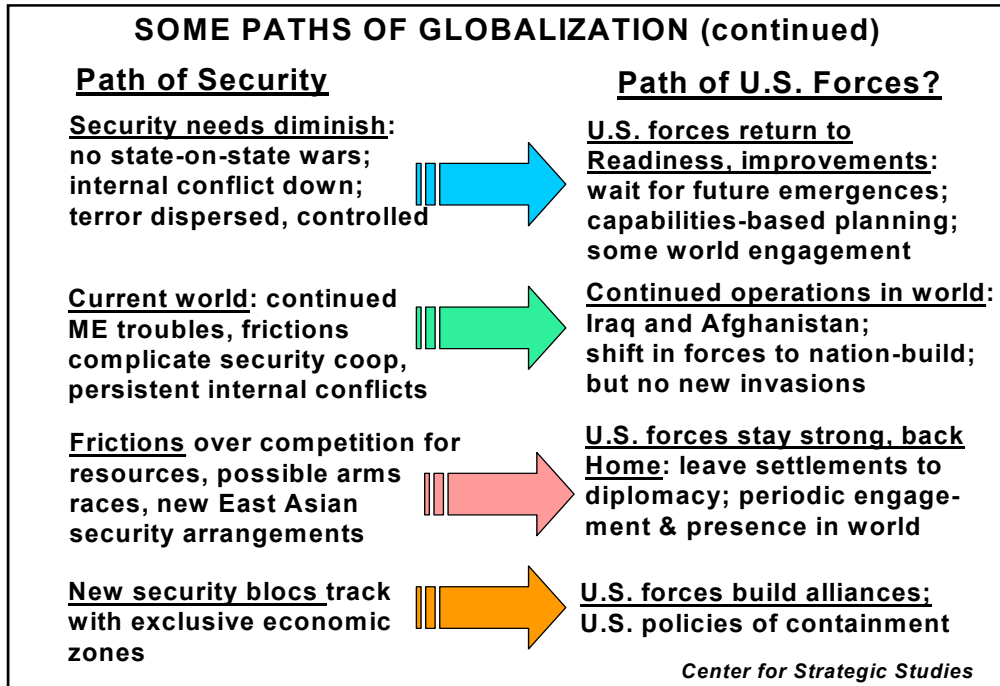 SOME PATHS OF GLOBALIZATION (continued)
Path of Security
Path of U.S. Forces?
Security needs diminish:
no state-on-state wars;
internal conflict down;
terror dispersed, controlled
U.S. forces return to
Readiness, improvements:
wait for future emergences;
capabilities-based planning;
some world engagement
Current world: continued
ME troubles, frictions
complicate security coop,
persistent internal conflicts
Continued operations in world:
Iraq and Afghanistan;
shift in forces to nation-build;
but no new invasions
Frictions over competition for
resources, possible arms
races, new East Asian
security arrangements
U.S. forces stay strong, back
Home: leave settlements to
diplomacy; periodic engage-
ment & presence in world
New security blocs track
with exclusive economic
zones
U.S. forces build alliances;
U.S. policies of containment
Center for Strategic Studies